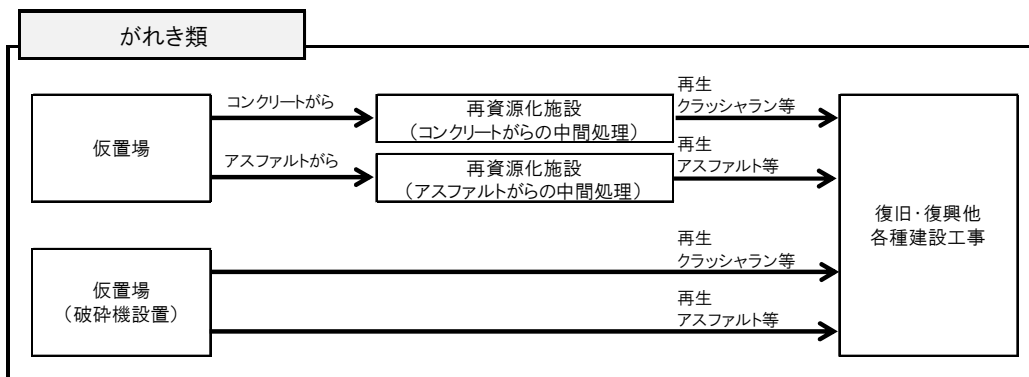 がれき類
仮置場
コンクリートがら
再資源化施設
（コンクリートがらの中間処理）
再生
クラッシャラン等
アスファルトがら
再資源化施設
（アスファルトがらの中間処理）
再生
アスファルト等
仮置場
（破砕機設置）
再生
クラッシャラン等
再生
アスファルト等
復旧・復興他
各種建設工事